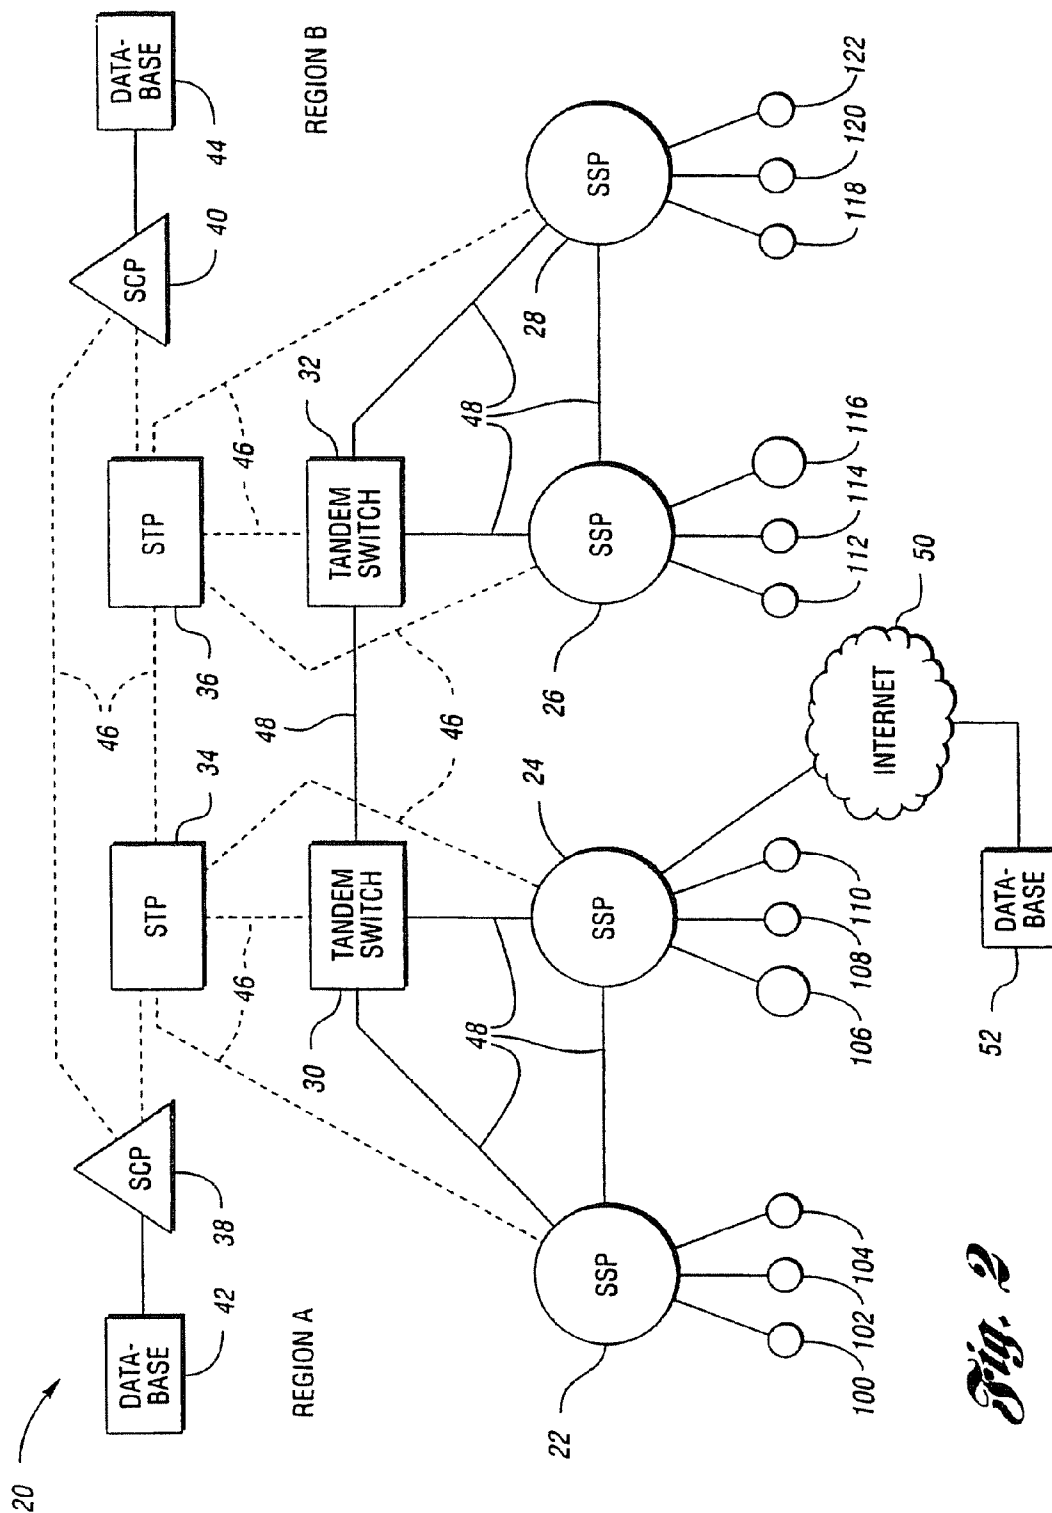 20
DATA-
BASE
42
SCP
38
46
STP
34
STP
36
SCP
40
DATA-
BASE
44
REGION A
46
46
REGION B
30
TANDEM
SWITCH
48
TANDEM
SWITCH
32
46
48
48
22
SSP
SSP
24
26
SSP
28
SSP
100
102
104
106
108
110
112
114
116
118
120
122
INTERNET
50
52
DATA-
BASE
Fig. 2